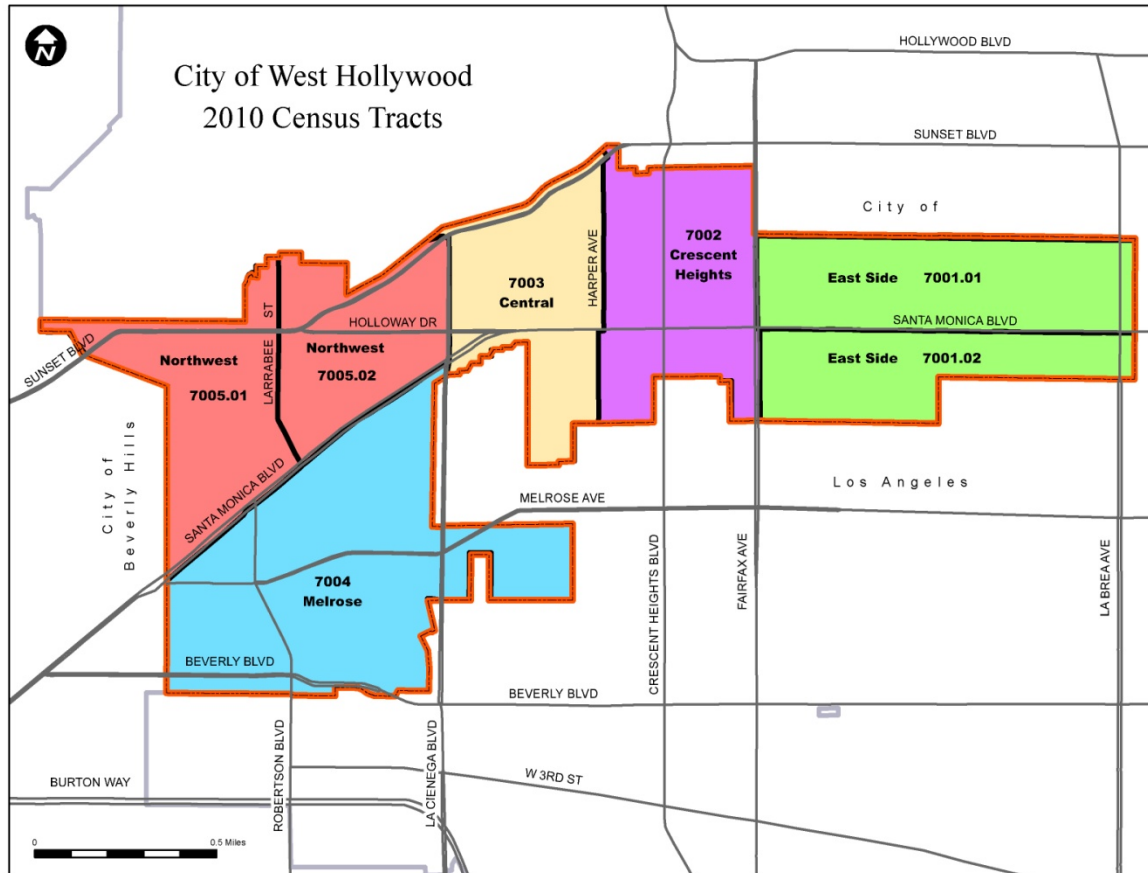 N
City of West Hollywood
2010 Census Tracts
HOLLYWOOD BLVD
SUNSET BLVD
City of
7002
Crescent
Heights
HARPER AVE
7003
Central
East Side 7001.01
LARRABEE ST
HOLLOWAY DR
SANTA MONICA BLVD
SUNSET BLVD
Northwest
7005.01
Northwest
7005.02
East Side 7001.02
City of
Beverly Hills
SANTA MONICA BLVD
Los Angeles
MELROSE AVE
CRESCENT HEIGHTS BLVD
FAIRFAX AVE
LA BREA AVE
7004
Melrose
BEVERLY BLVD
BEVERLY BLVD
ROBERTSON BLVD
LA CIENEGA BLVD
W 3RD ST
BURTON WAY
0 0.5 Miles